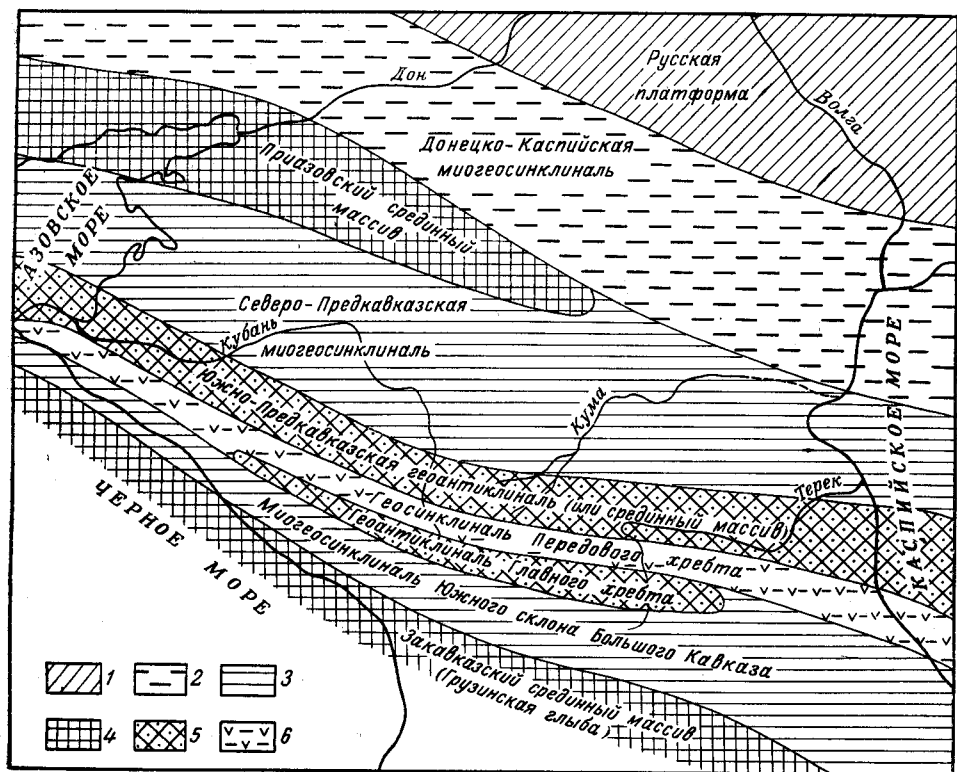 Русская
платформа
Дон
Волга
Донецко-Каспийская
миогеосинклиналь
Приазовский срединный
массив
АЗОВСКОЕ
МОРЕ
Северо-Предкавказская
миогеосинклиналь
Кубань
Кума
Терек
КАСПИЙСКОЕ МОРЕ
Южно-Предкавказская геоантиклиналь (или срединный массив)
Геосинклиналь Передового хребта
Геоантиклиналь Главного хребта
Миогеосинклиналь Южного склона Большого Кавказа
ЧЕРНОЕ МОРЕ
Закавказский срединный массив
(Грузинская глыба)
1 2 3
4 5 6